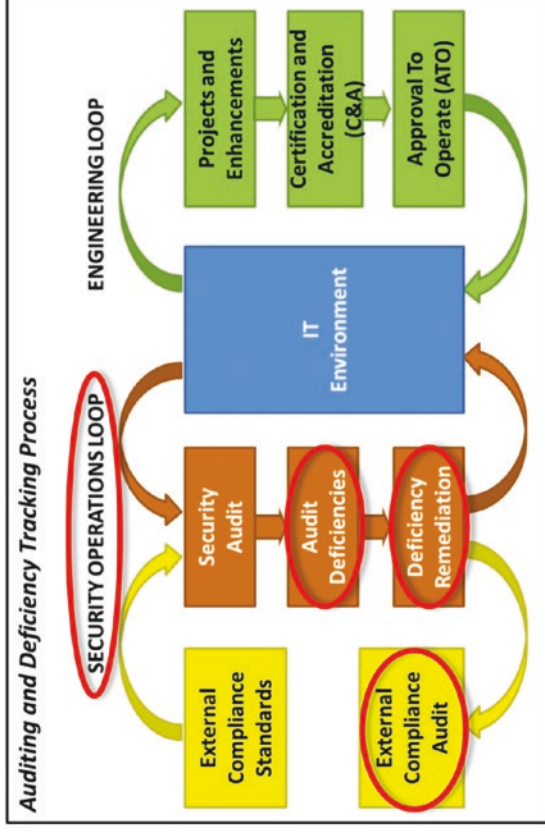 Auditing and Deficiency Tracking Process
SECURITY OPERATIONS LOOP
ENGINEERING LOOP
External
Compliance
Standards
External
Compliance
Audit
Security
Audit
Audit
Deficiencies
Deficiency
Remediation
IT
Environment
Projects and
Enhancements
Certification and
Accreditation
(C&A)
Approval To
Operate (ATO)